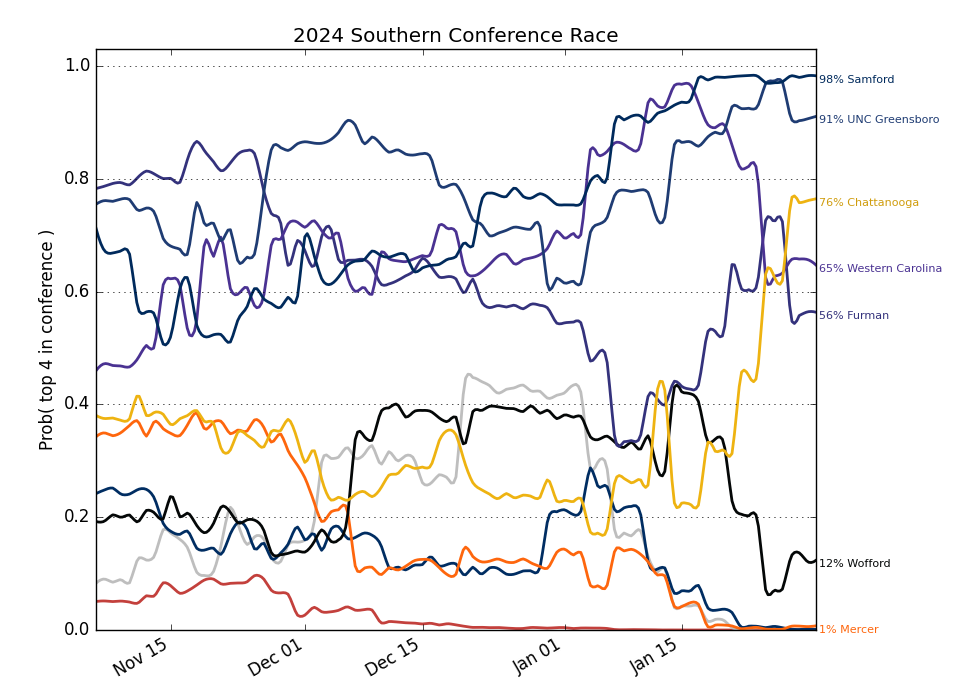 2024 Southern Conference Race
Prob( top 4 in conference )
1.0
0.8
0.6
0.4
0.2
0.0
Nov 15
Dec 01
Dec 15
Jan 01
Jan 15
98% Samford
91% UNC Greensboro
76% Chattanooga
65% Western Carolina
56% Furman
12% Wofford
1% Mercer